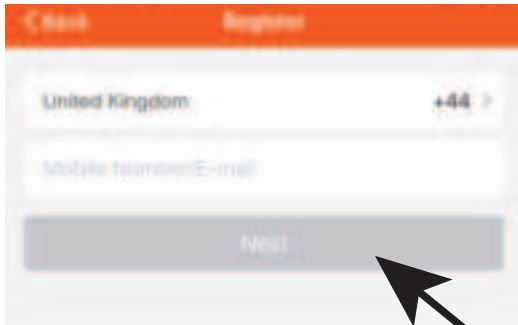 < Back Register
United Kingdom +44 >
Mobile Number/E-mail
Next